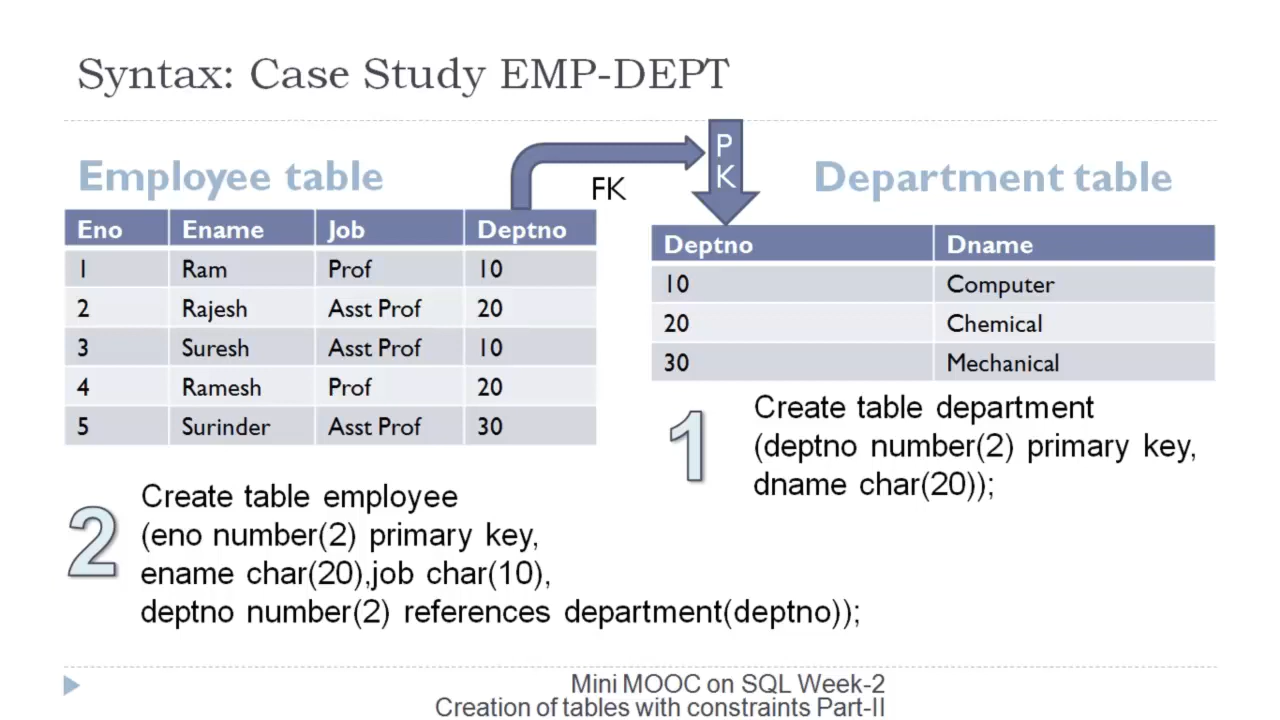 Syntax: Case Study EMP-DEPT
Employee table
FK
P
K
Department table
Eno Ename Job Deptno
1 Ram Prof 10
2 Rajesh Asst Prof 20
3 Suresh Asst Prof 10
4 Ramesh Prof 20
5 Surinder Asst Prof 30
Deptno Dname
10 Computer
20 Chemical
30 Mechanical
1
Create table department
(deptno number(2) primary key,
dname char(20));
2
Create table employee
(eno number(2) primary key,
ename char(20),job char(10),
deptno number(2) references department(deptno));
Mini MOOC on SQL Week-2
Creation of tables with constraints Part-II